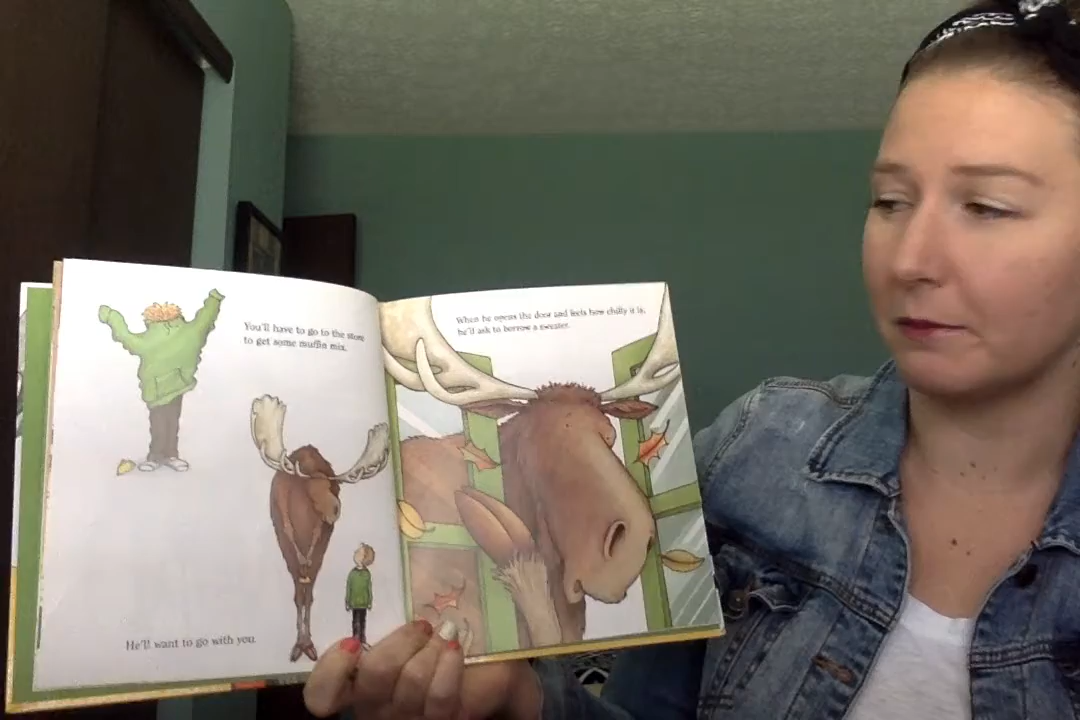 You'll have to go to the store
to get some muffin mix.
He'll want to go with you.
When he opens the door and feels how chilly it is,
he'll ask to borrow a sweater.